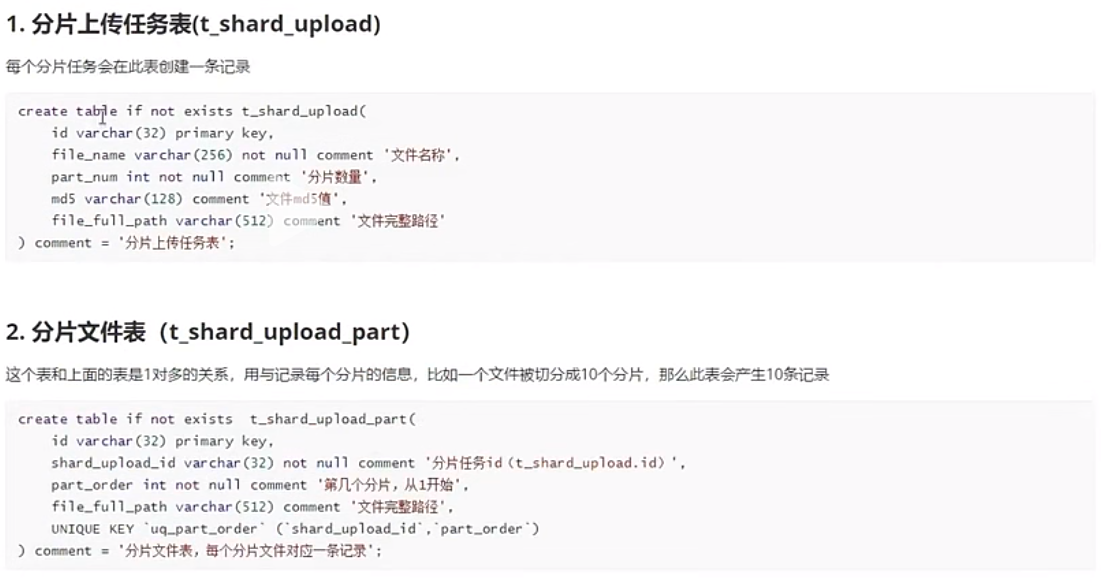 1. 分片上传任务表(t_shard_upload)
每个分片任务会在此表创建一条记录
create table if not exists t_shard_upload(
    id varchar(32) primary key,
    file_name varchar(256) not null comment '文件名称',
    part_num int not null comment '分片数量',
    md5 varchar(128) comment '文件md5值',
    file_full_path varchar(512) comment '文件完整路径'
) comment = '分片上传任务表';
2. 分片文件表（t_shard_upload_part）
这个表和上面的表是1对多的关系，用与记录每个分片的信息，比如一个文件被切分成10个分片，那么此表会产生10条记录
create table if not exists  t_shard_upload_part(
    id varchar(32) primary key,
    shard_upload_id varchar(32) not null comment '分片任务id（t_shard_upload.id）',
    part_order int not null comment '第几个分片，从1开始',
    file_full_path varchar(512) comment '文件完整路径',
    UNIQUE KEY `uq_part_order` (`shard_upload_id`,`part_order`)
) comment = '分片文件表，每个分片文件对应一条记录';